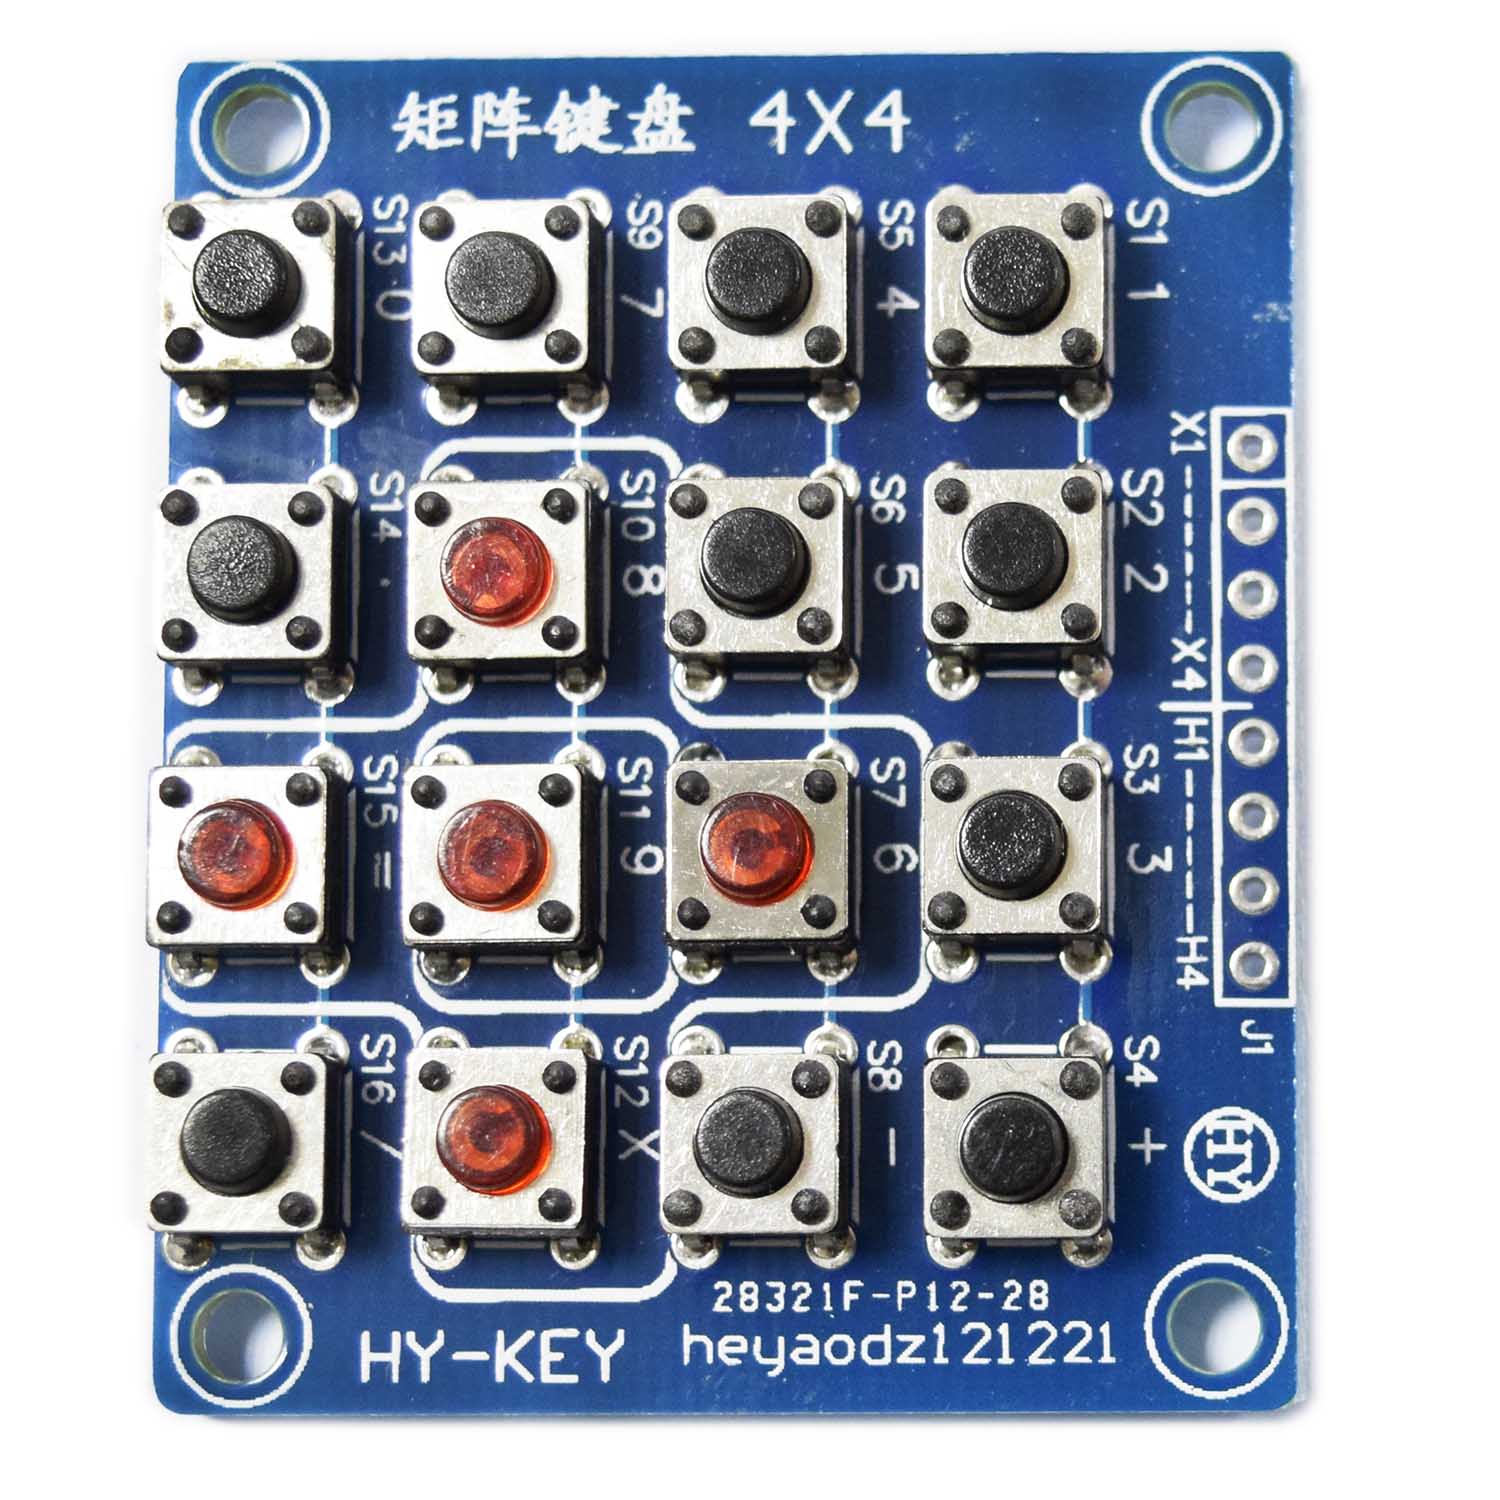 矩阵键盘 4X4
S13 0
S9 7
S5 4
S1 1
S14 .
S10 8
S6 5
S2 2
S15 =
S11 9
S7 6
S3 3
S16 /
S12 X
S8 -
S4 +
X1-----X4
H1-----H4
J1
HY
28321F-P12-28
HY-KEY heyaodz121221